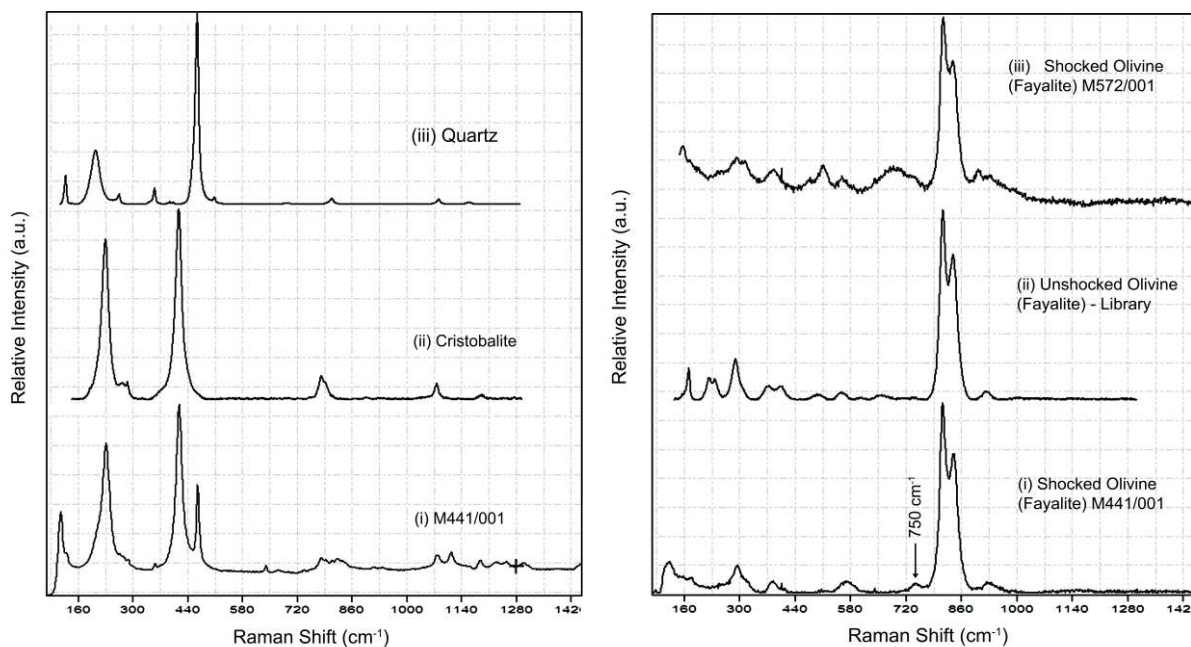 Relative Intensity (a.u.)
(iii) Quartz
(ii) Cristobalite
(i) M441/001
160 300 440 580 720 860 1000 1140 1280 1420
Raman Shift (cm⁻¹)
Relative Intensity (a.u.)
(iii) Shocked Olivine
(Fayalite) M572/001
(ii) Unshocked Olivine
(Fayalite) - Library
(i) Shocked Olivine
(Fayalite) M441/001
750 cm⁻¹
160 300 440 580 720 860 1000 1140 1280 142
Raman Shift (cm⁻¹)